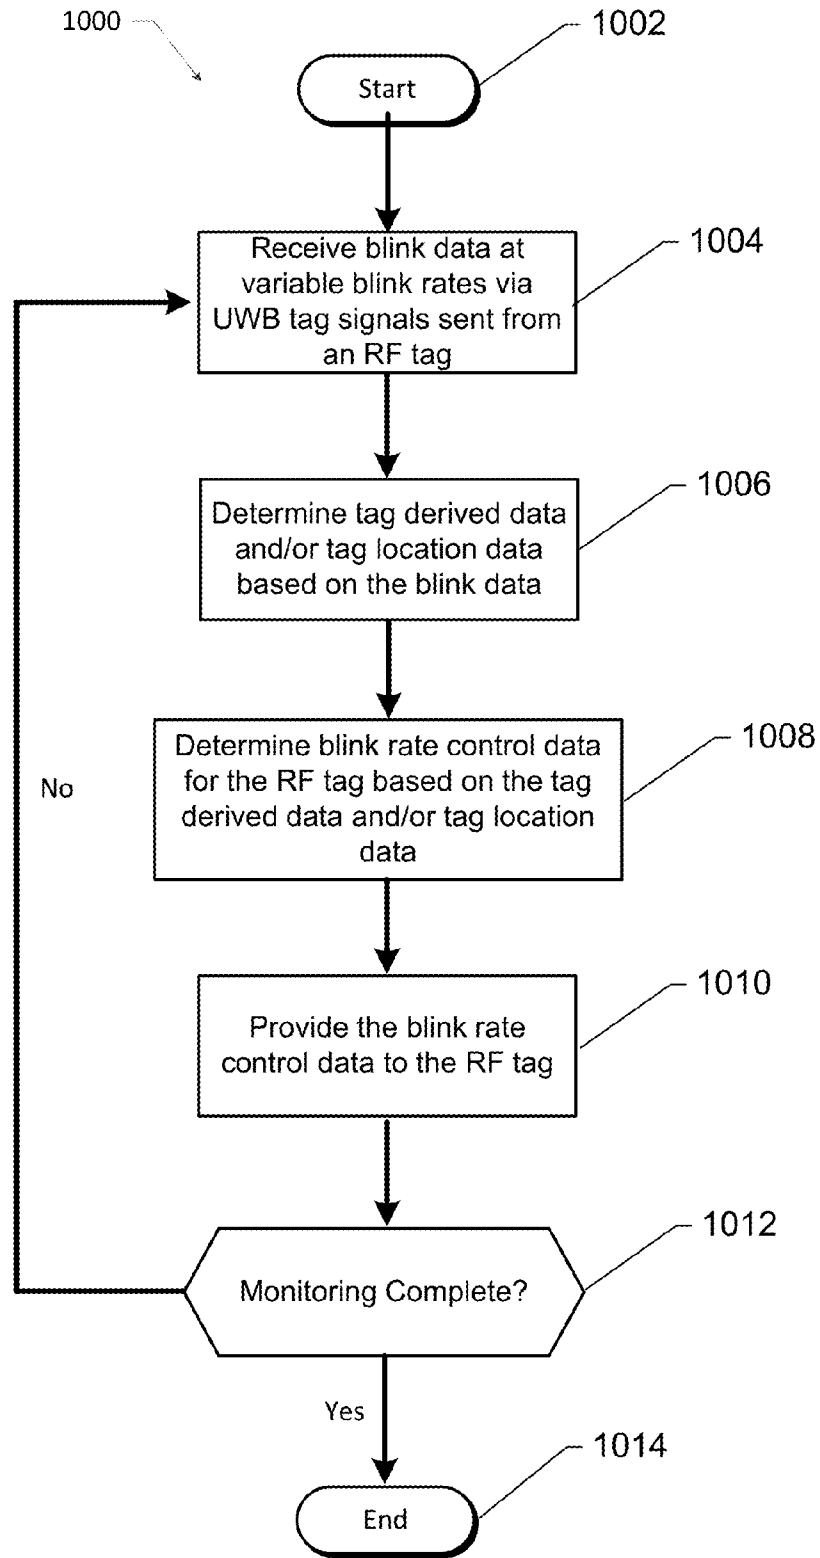 1000
1002
Start
1004
Receive blink data at
variable blink rates via
UWB tag signals sent from
an RF tag
1006
Determine tag derived data
and/or tag location data
based on the blink data
1008
Determine blink rate control data
for the RF tag based on the tag
derived data and/or tag location
data
No
1010
Provide the blink rate
control data to the RF tag
1012
Monitoring Complete?
Yes
1014
End